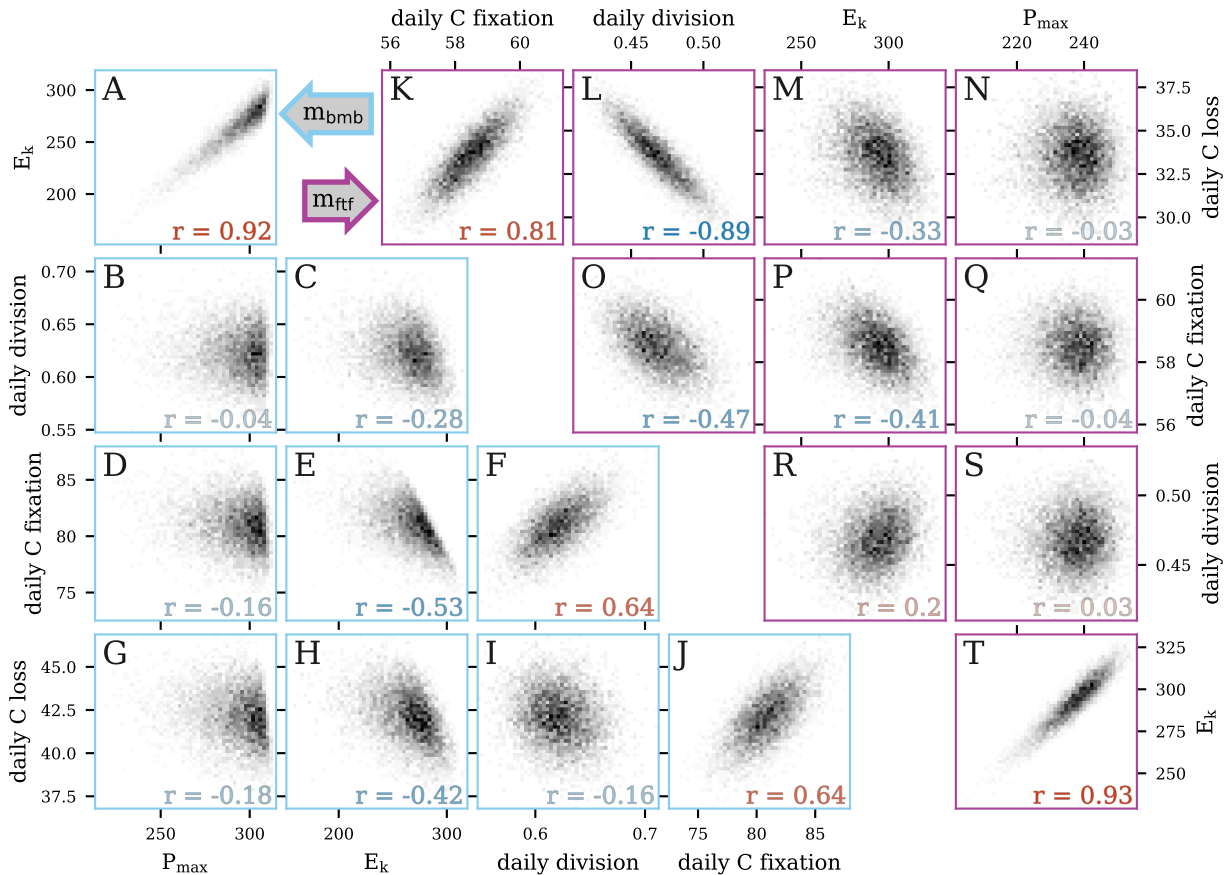 daily C fixation daily division E_k P_max
56 58 60 0.45 0.50 250 300 220 240
A K L M N
300 250 200
E_k
m_bmb
m_ftf
37.5 35.0 32.5 30.0
daily C loss
r = 0.92 r = 0.81 r = -0.89 r = -0.33 r = -0.03
B C O P Q
0.70 0.65 0.60 0.55
daily division
60 58 56
daily C fixation
r = -0.04 r = -0.28 r = -0.47 r = -0.41 r = -0.04
D E F R S
85 80 75
daily C fixation
0.50 0.45
daily division
r = -0.16 r = -0.53 r = 0.64 r = 0.2 r = 0.03
G H I J T
45.0 42.5 40.0 37.5
daily C loss
325 300 275 250
E_k
r = -0.18 r = -0.42 r = -0.16 r = 0.64 r = 0.93
250 300 200 300 0.6 0.7 75 80 85
P_max E_k daily division daily C fixation